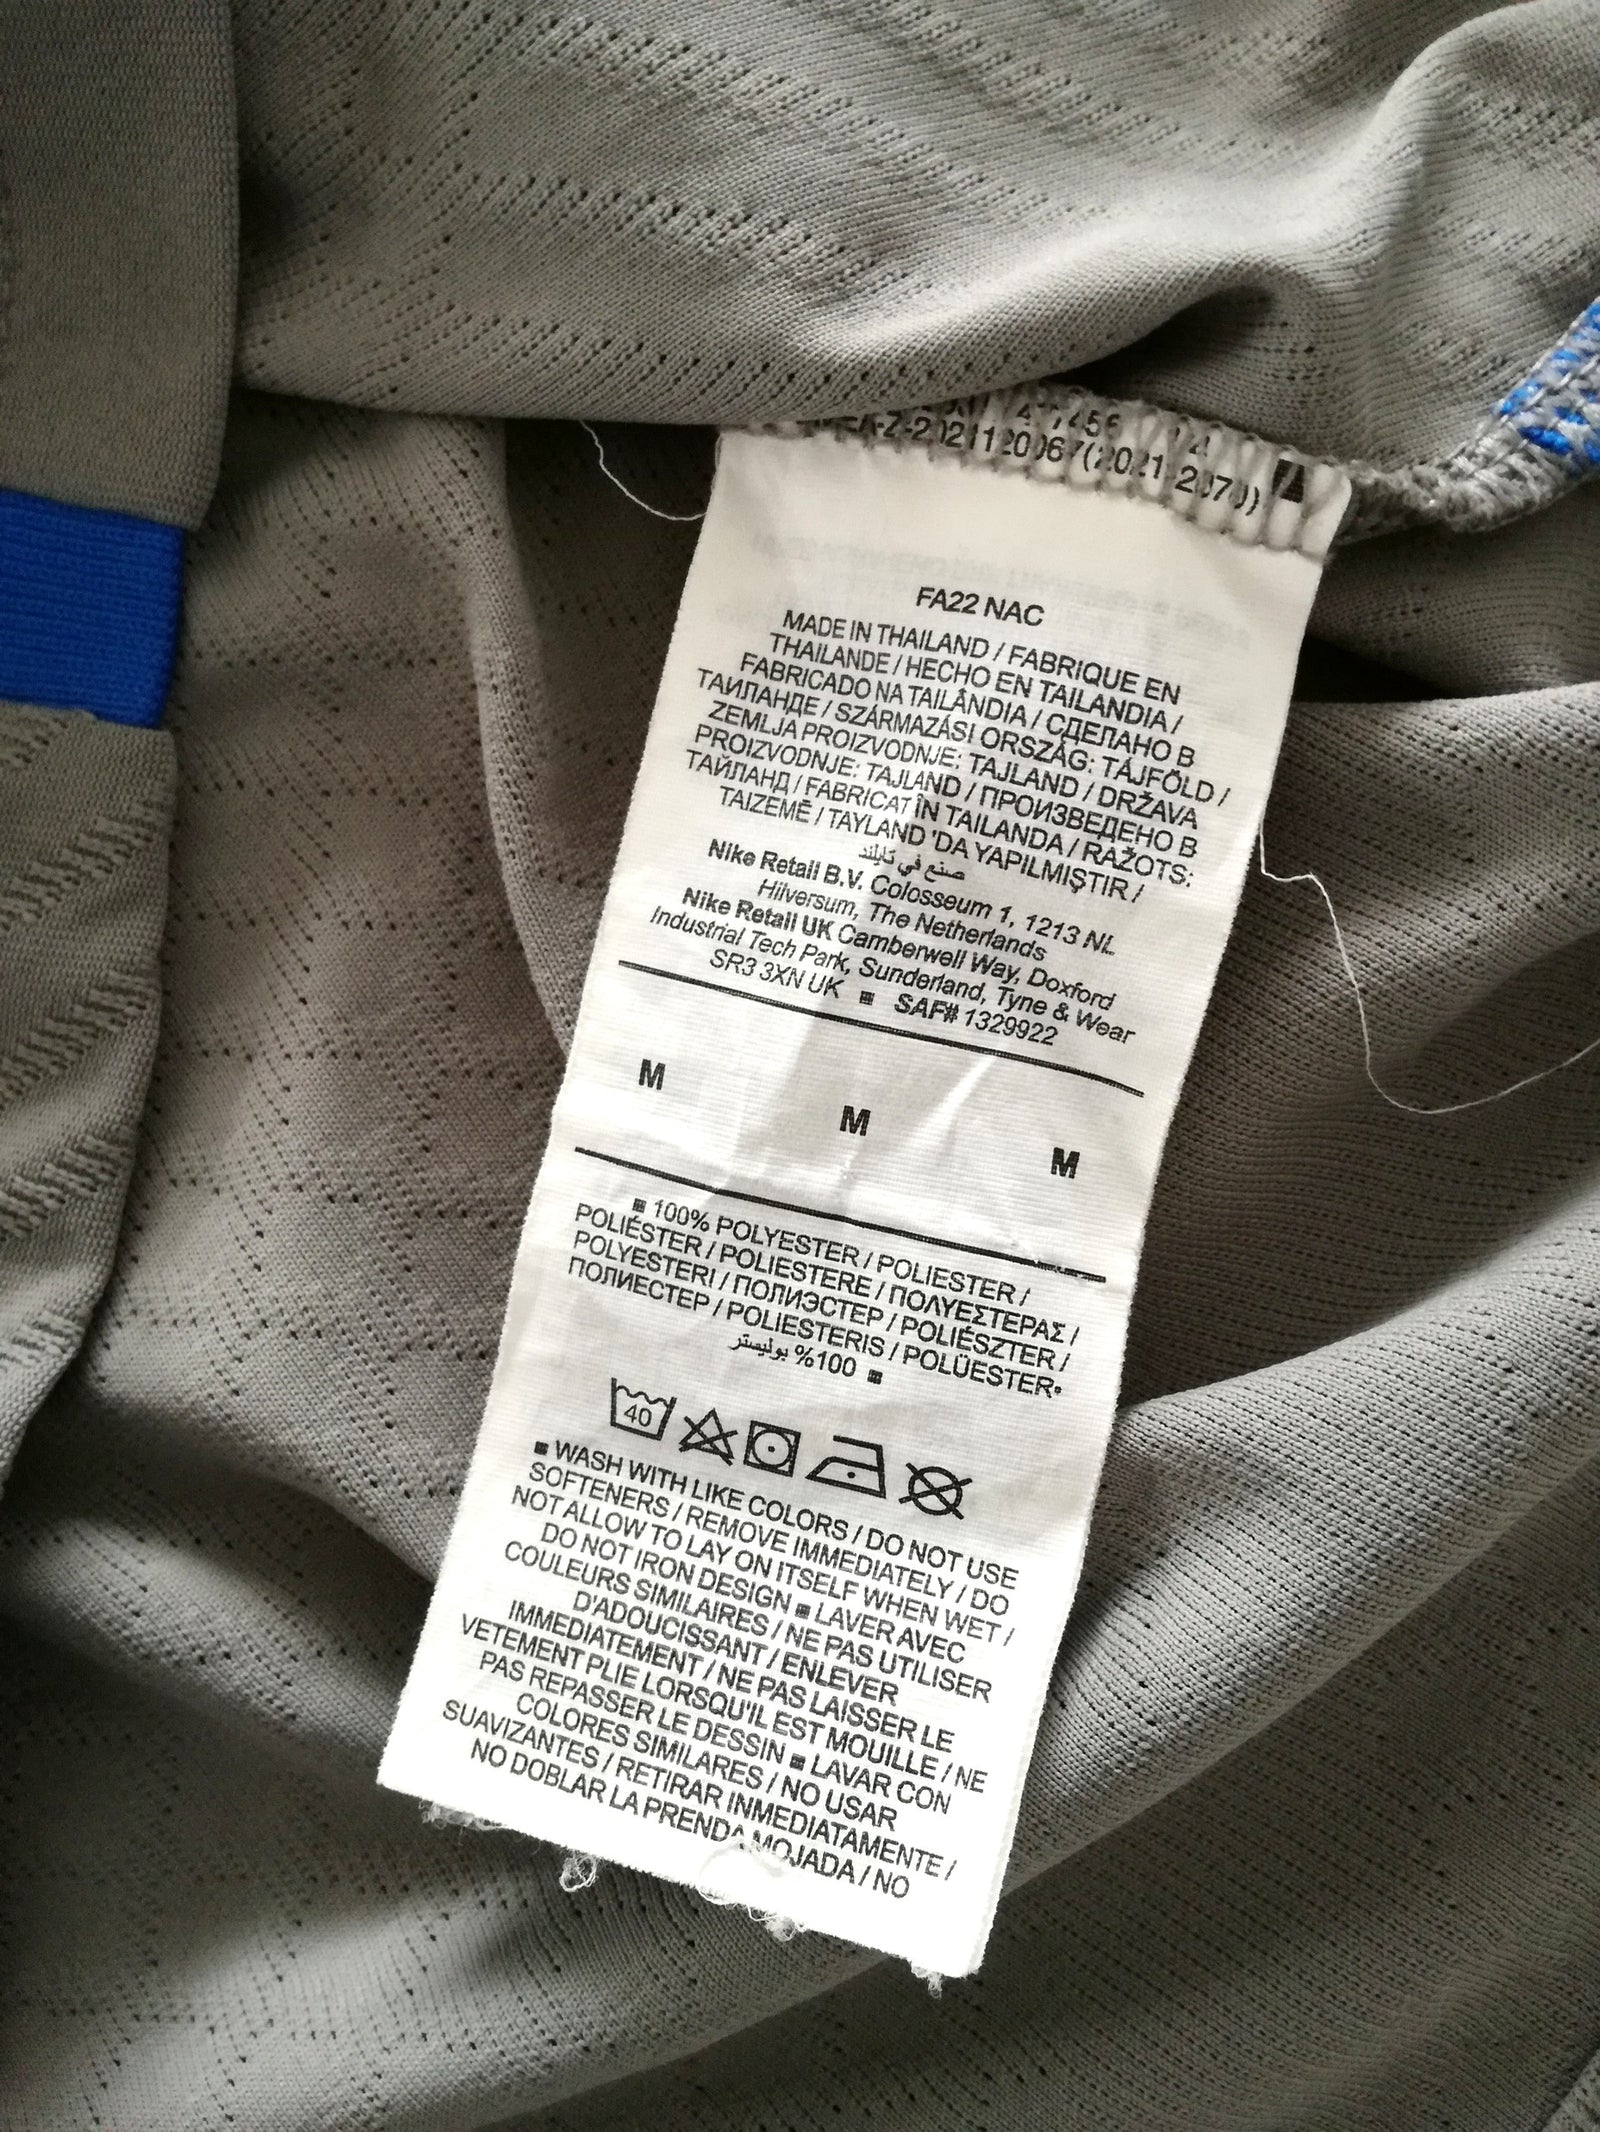 FA22 NAC
MADE IN THAILAND / FABRIQUE EN
THAILANDE / HECHO EN TAILANDIA /
FABRICADO NA TAILÂNDIA / СДЕЛАНО В
ТАИЛАНДЕ / SZÁRMAZÁSI ORSZÁG: TÁJFÖLD /
ZEMLJA PROIZVODNJE: TAJLAND / DRŽAVA
PROIZVODNJE: TAJLAND / ПРОИЗВЕДЕНО В
ТАЙЛАНД / FABRICAT ÎN TAILANDA / RAŽOTS:
TAIZEMĒ / TAYLAND 'DA YAPILMIŞTIR /
صنع في تايلند
Nike Retail B.V. Colosseum 1, 1213 NL
Hilversum, The Netherlands
Nike Retail UK Camberwell Way, Doxford
Industrial Tech Park, Sunderland, Tyne & Wear
SR3 3XN UK ▪ SAF# 1329922
M M M
▪ 100% POLYESTER / POLIESTER /
POLIÉSTER / POLIESTERE / ΠΟΛΥΕΣΤΕΡΑΣ /
POLYESTERI / ПОЛИЭСТЕР / POLIÉSZTER /
ПОЛИЕСТЕР / POLIESTERIS / POLÜESTER•
100% بوليستر ▪
40
▪ WASH WITH LIKE COLORS / DO NOT USE
SOFTENERS / REMOVE IMMEDIATELY / DO
NOT ALLOW TO LAY ON ITSELF WHEN WET /
DO NOT IRON DESIGN ▪ LAVER AVEC
COULEURS SIMILAIRES / NE PAS UTILISER
D'ADOUCISSANT / ENLEVER
IMMEDIATEMENT / NE PAS LAISSER LE
VETEMENT PLIE LORSQU'IL EST MOUILLE / NE
PAS REPASSER LE DESSIN ▪ LAVAR CON
COLORES SIMILARES / NO USAR
SUAVIZANTES / RETIRAR INMEDIATAMENTE /
NO DOBLAR LA PRENDA MOJADA / NO